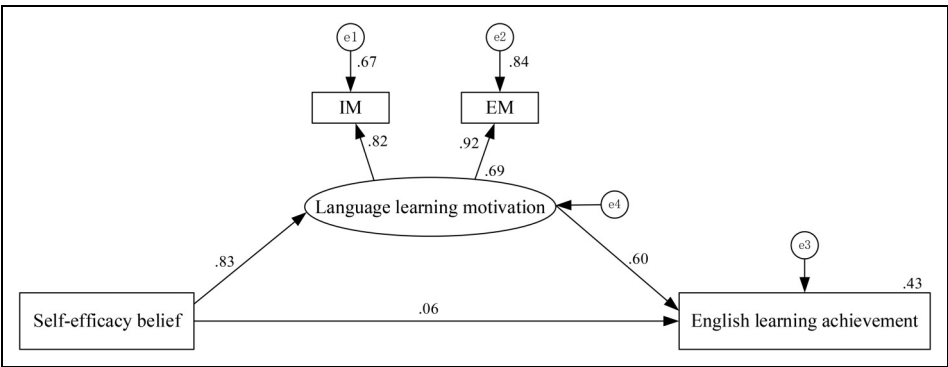 e1
e2
.67
.84
IM
EM
.82
.92
.69
Language learning motivation
e4
.83
.60
e3
.43
.06
Self-efficacy belief
English learning achievement